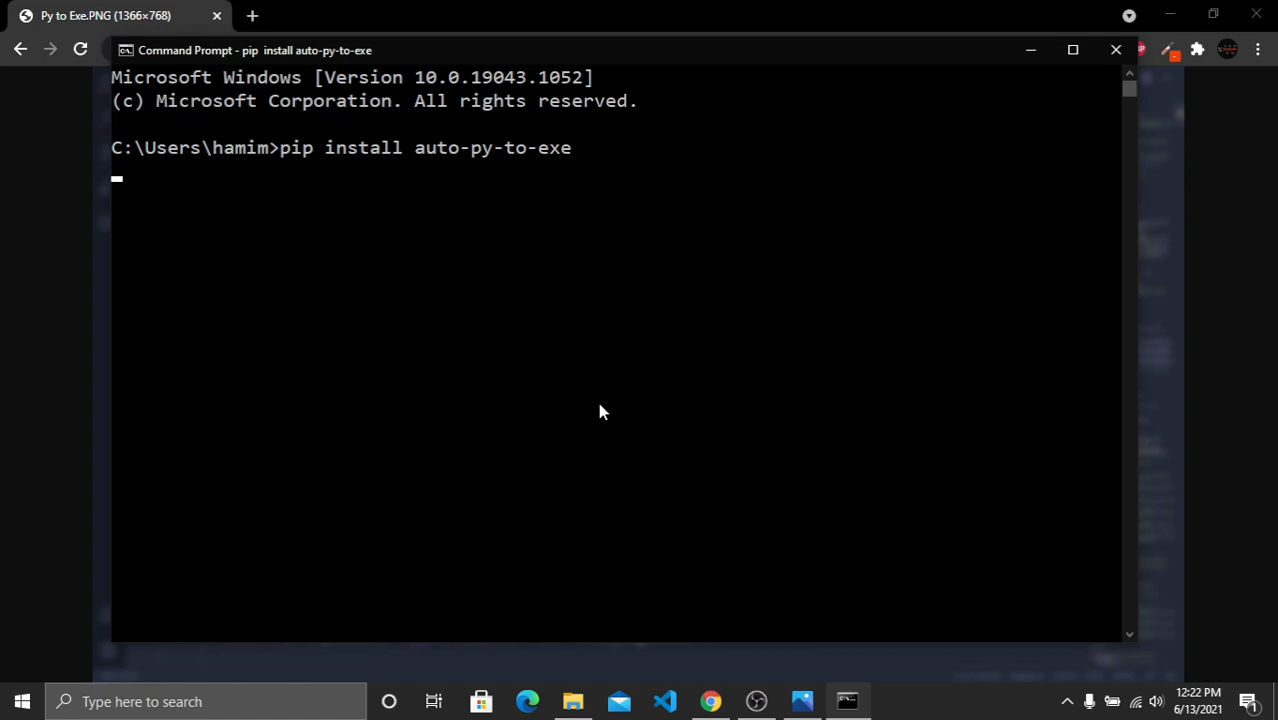 Py to Exe.PNG (1366×768)
Command Prompt - pip install auto-py-to-exe
Microsoft Windows [Version 10.0.19043.1052]
(c) Microsoft Corporation. All rights reserved.
C:\Users\hamim>pip install auto-py-to-exe
Type here to search
12:22 PM
6/13/2021
1